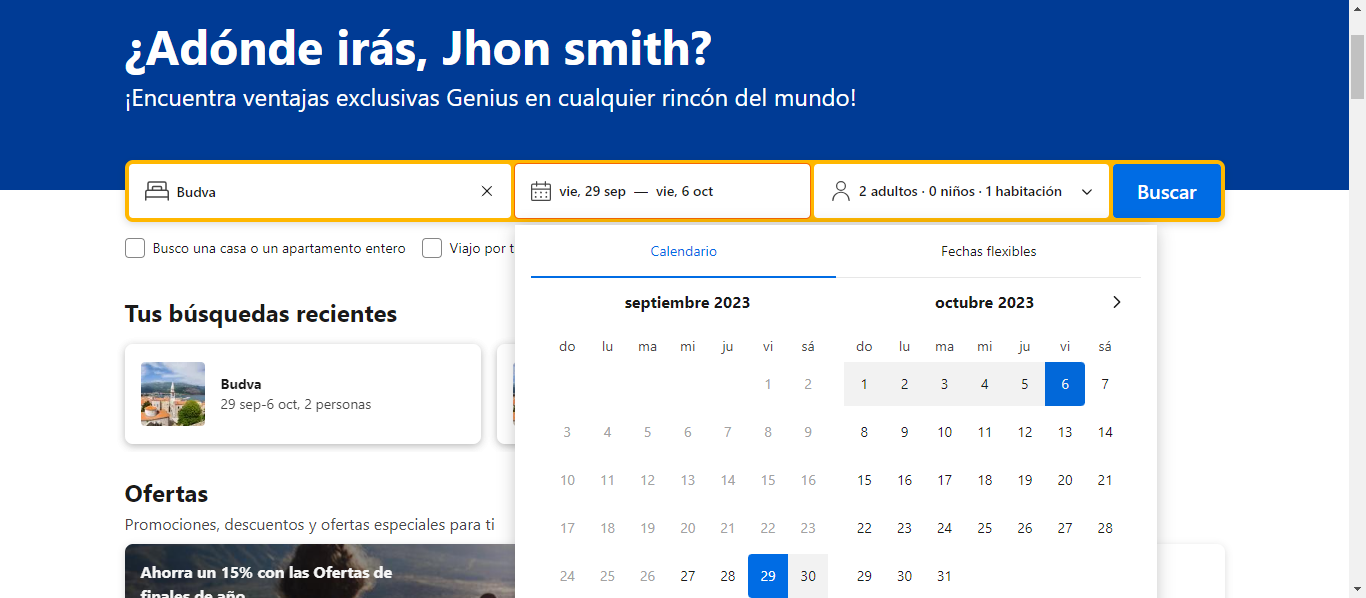 ¿Adónde irás, Jhon smith?
¡Encuentra ventajas exclusivas Genius en cualquier rincón del mundo!
Budva
vie, 29 sep — vie, 6 oct
2 adultos · 0 niños · 1 habitación
Buscar
Busco una casa o un apartamento entero
Viajo por t
Calendario
Fechas flexibles
septiembre 2023
do lu ma mi ju vi sá
1 2
3 4 5 6 7 8 9
10 11 12 13 14 15 16
17 18 19 20 21 22 23
24 25 26 27 28 29 30
octubre 2023
do lu ma mi ju vi sá
1 2 3 4 5 6 7
8 9 10 11 12 13 14
15 16 17 18 19 20 21
22 23 24 25 26 27 28
29 30 31
Tus búsquedas recientes
Budva
29 sep-6 oct, 2 personas
Ofertas
Promociones, descuentos y ofertas especiales para ti
Ahorra un 15% con las Ofertas de
finales de año